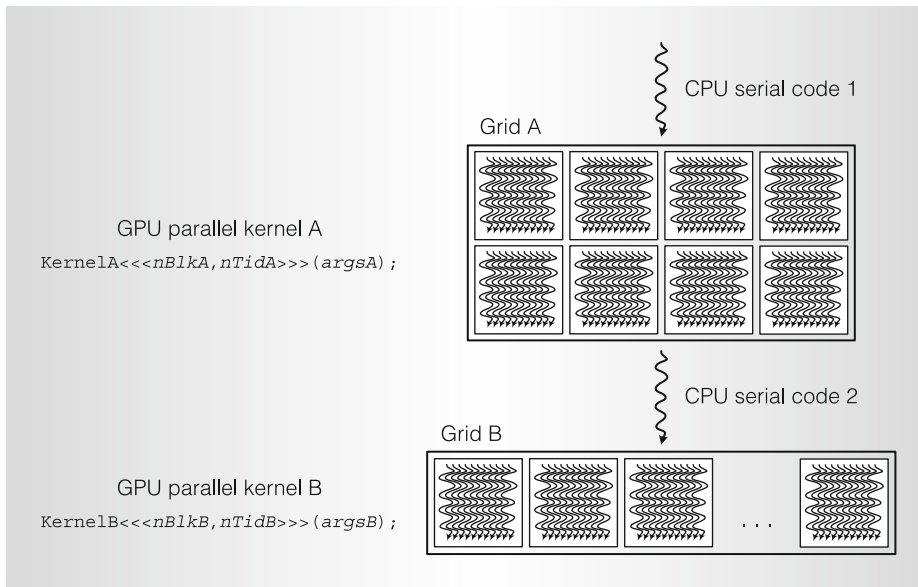 CPU serial code 1
Grid A
GPU parallel kernel A
KernelA<<<nBlkA,nTidA>>>(argsA);
CPU serial code 2
Grid B
GPU parallel kernel B
KernelB<<<nBlkB,nTidB>>>(argsB);
. . .